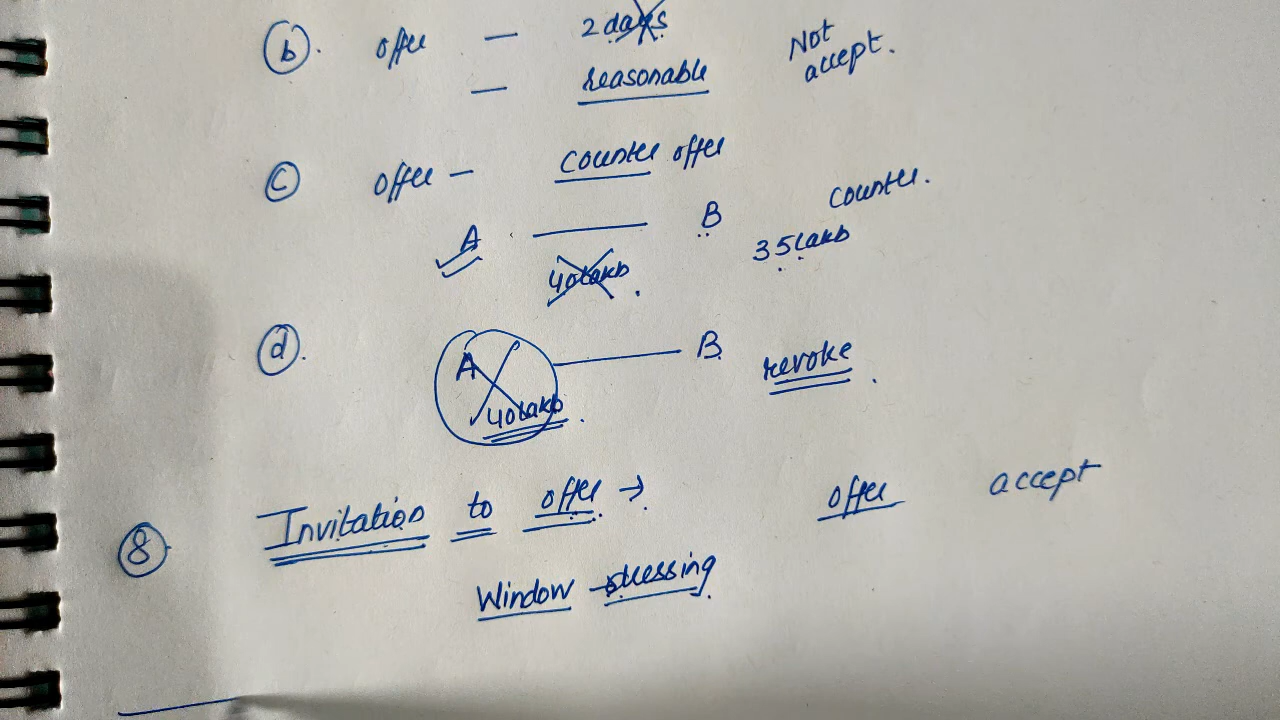 (b). offer — 2 days Not
— reasonable accept.
(c) offer — counter offer
A — B counter.
40 lakh. 35 lakh
(d). A — B revoke.
40 lakh.
(8) Invitation to offer → offer accept
Window dressing.